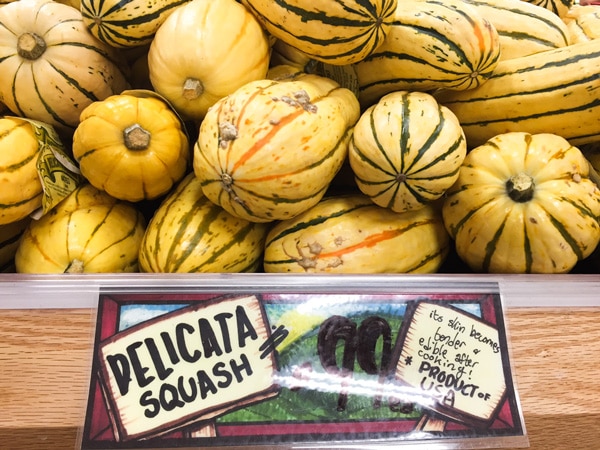 DELICATA
SQUASH
.99¢
its skin becomes
tender &
edible after
cooking!
* PRODUCT OF
USA